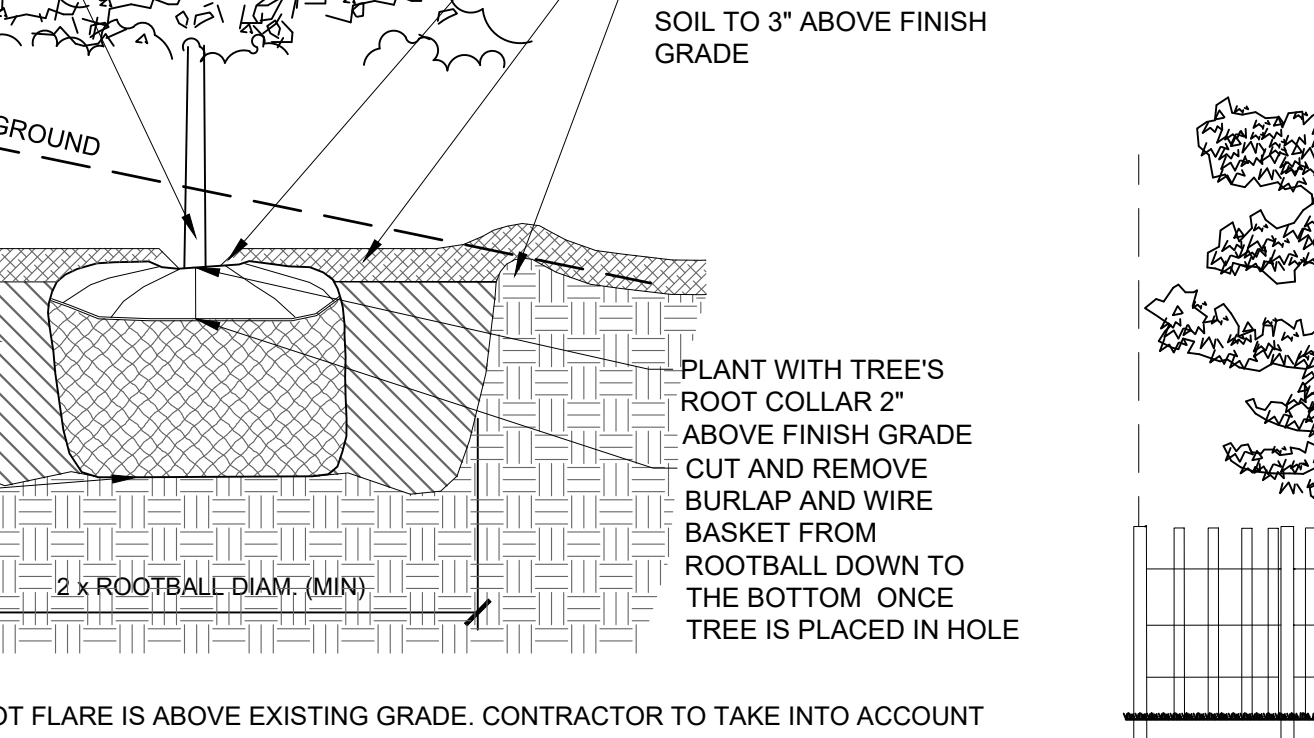 SOIL TO 3" ABOVE FINISH
GRADE
GROUND
PLANT WITH TREE'S
ROOT COLLAR 2"
ABOVE FINISH GRADE
CUT AND REMOVE
BURLAP AND WIRE
BASKET FROM
ROOTBALL DOWN TO
THE BOTTOM ONCE
TREE IS PLACED IN HOLE
2 x ROOTBALL DIAM. (MIN)
OT FLARE IS ABOVE EXISTING GRADE. CONTRACTOR TO TAKE INTO ACCOUNT